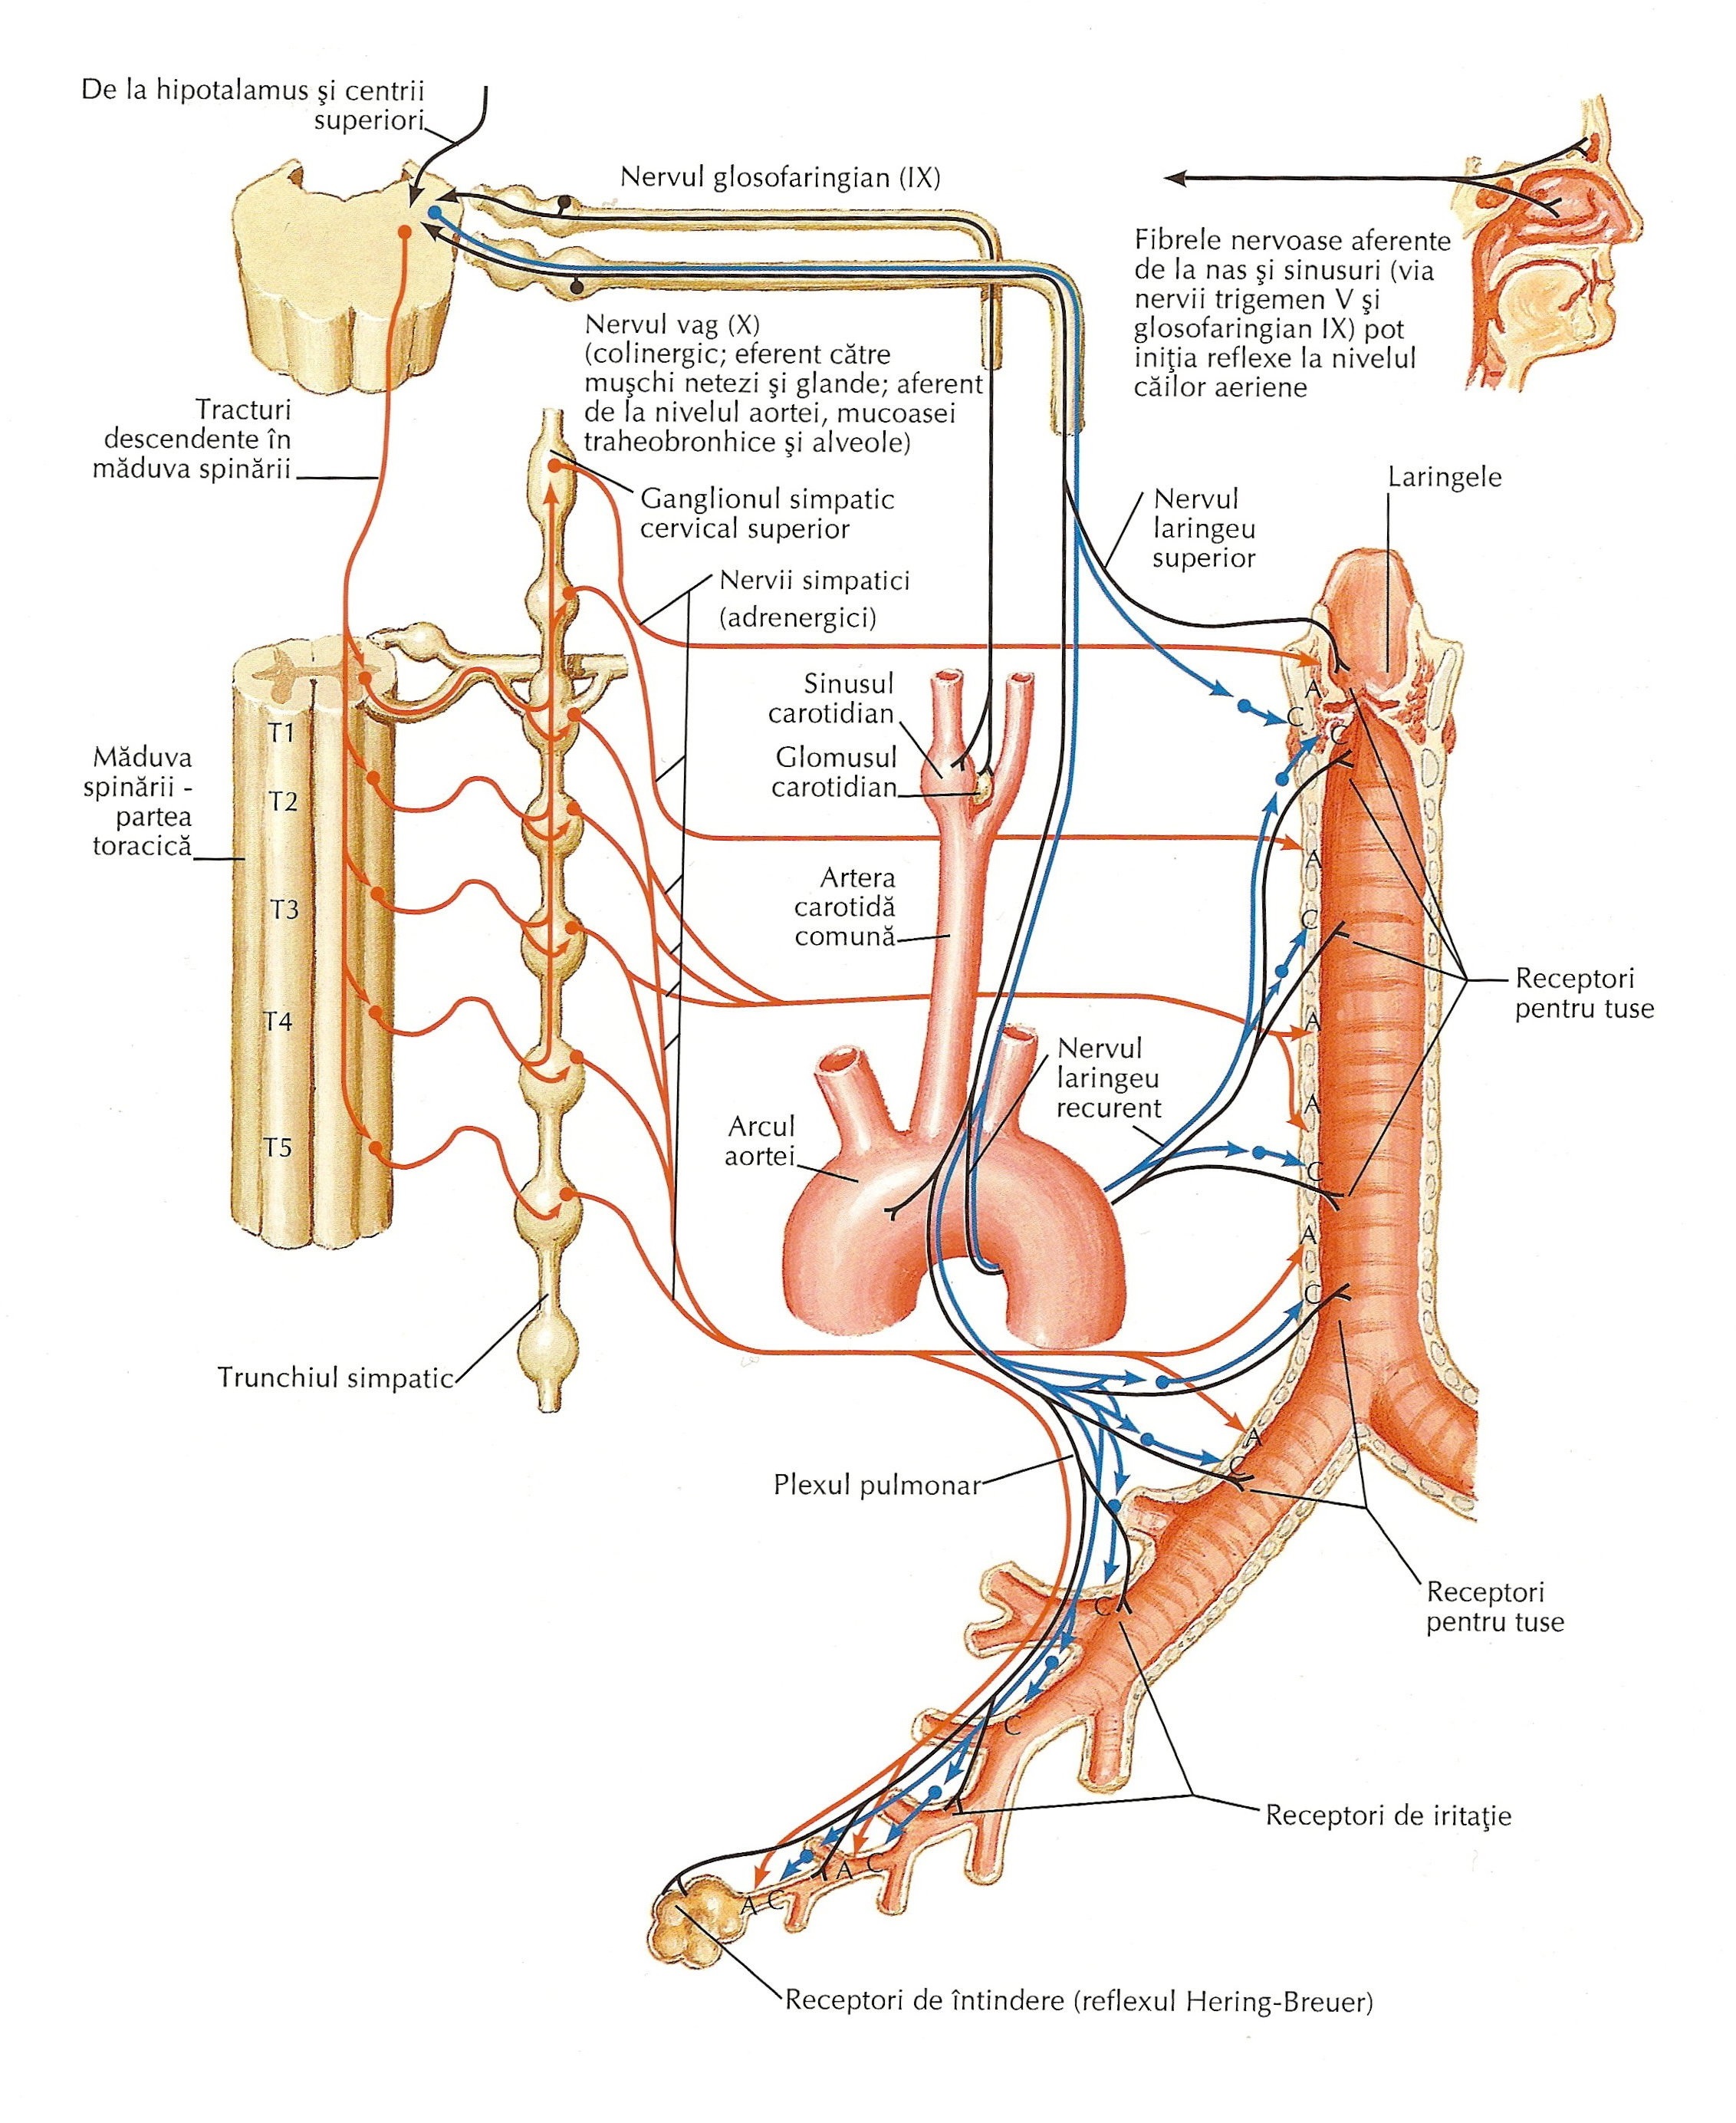 De la hipotalamus şi centrii
superiori
Nervul glosofaringian (IX)
Fibrele nervoase aferente
de la nas şi sinusuri (via
nervii trigemen V şi
glosofaringian IX) pot
iniţia reflexe la nivelul
căilor aeriene
Nervul vag (X)
(colinergic; eferent către
muşchi netezi şi glande; aferent
de la nivelul aortei, mucoasei
traheobronhice şi alveole)
Tracturi
descendente în
măduva spinării
Ganglionul simpatic
cervical superior
Nervul
laringeu
superior
Laringele
Nervii simpatici
(adrenergici)
Sinusul
carotidian
Glomusul
carotidian
A
C
C
T1
Măduva
spinării -
partea
toracică
T2
T3
T4
T5
Artera
carotidă
comună
A
C
Receptori
pentru tuse
A
Nervul
laringeu
recurent
A
Arcul
aortei
C
A
C
Trunchiul simpatic
A
C
Plexul pulmonar
Receptori
pentru tuse
C
C
Receptori de iritaţie
A C
A C
Receptori de întindere (reflexul Hering-Breuer)